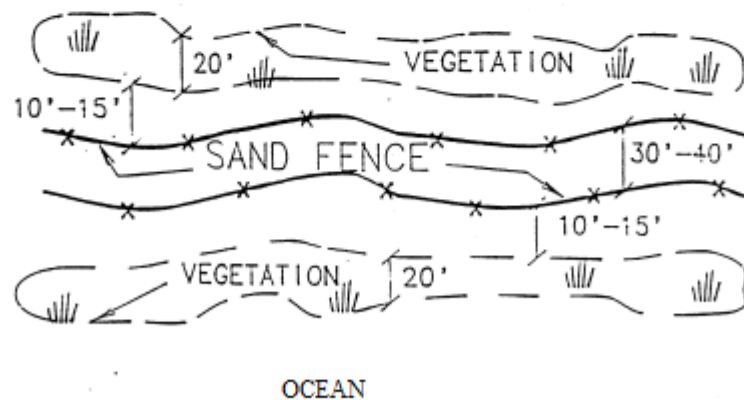 20'
VEGETATION
10'-15'
SAND FENCE
30'-40'
10'-15'
VEGETATION
20'
OCEAN